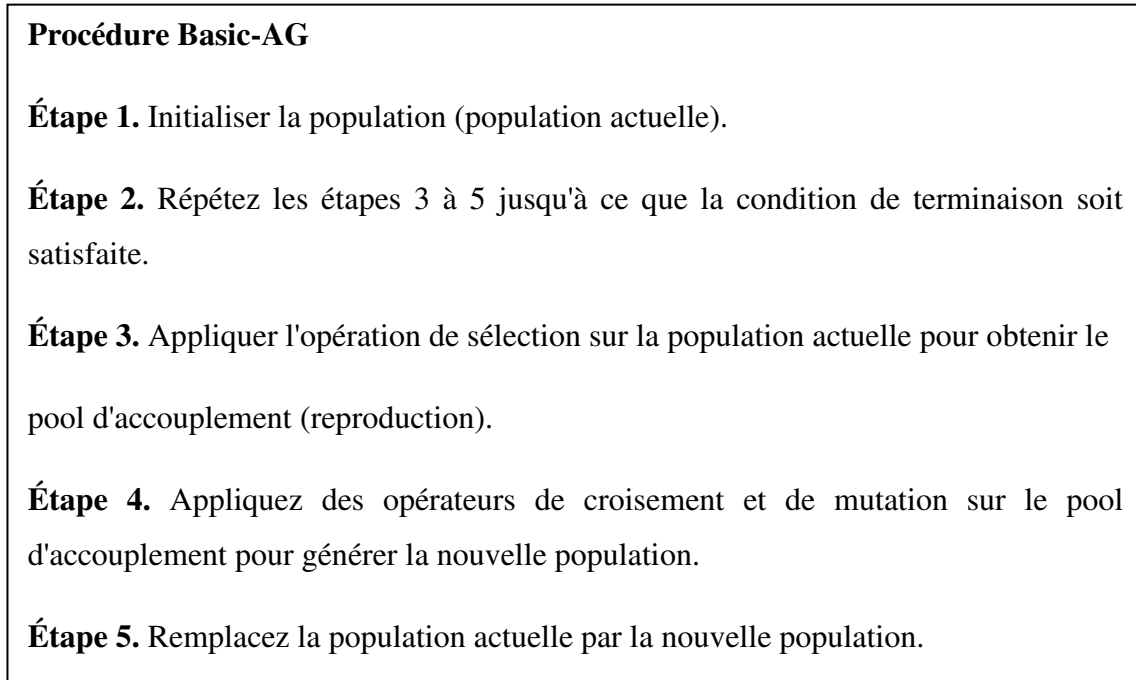 Procédure Basic-AG
Étape 1. Initialiser la population (population actuelle).
Étape 2. Répétez les étapes 3 à 5 jusqu'à ce que la condition de terminaison soit
satisfaite.
Étape 3. Appliquer l'opération de sélection sur la population actuelle pour obtenir le
pool d'accouplement (reproduction).
Étape 4. Appliquez des opérateurs de croisement et de mutation sur le pool
d'accouplement pour générer la nouvelle population.
Étape 5. Remplacez la population actuelle par la nouvelle population.